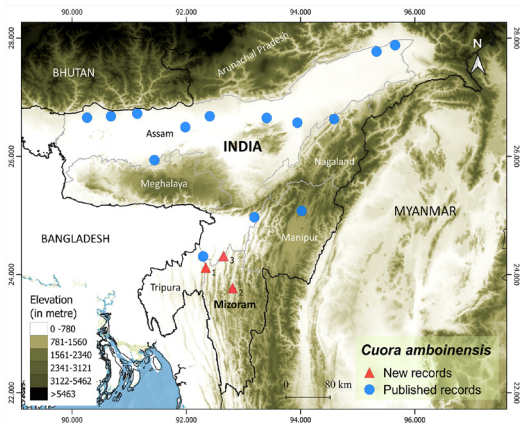 90.000 92.000 94.000 96.000
28.000 28.000
N
Arunachal Pradesh
BHUTAN
Assam
INDIA
26.000 26.000
Nagaland
Meghalaya
MYANMAR
BANGLADESH
Manipur
3
1
24.000 24.000
2
Tripura
Mizoram
Elevation
(in metre)
0 -780
781-1560
1561-2340
2341-3121
3122-5462
>5463
Cuora amboinensis
New records
Published records
0 80 km
22.000 22.000
90.000 92.000 94.000 96.000